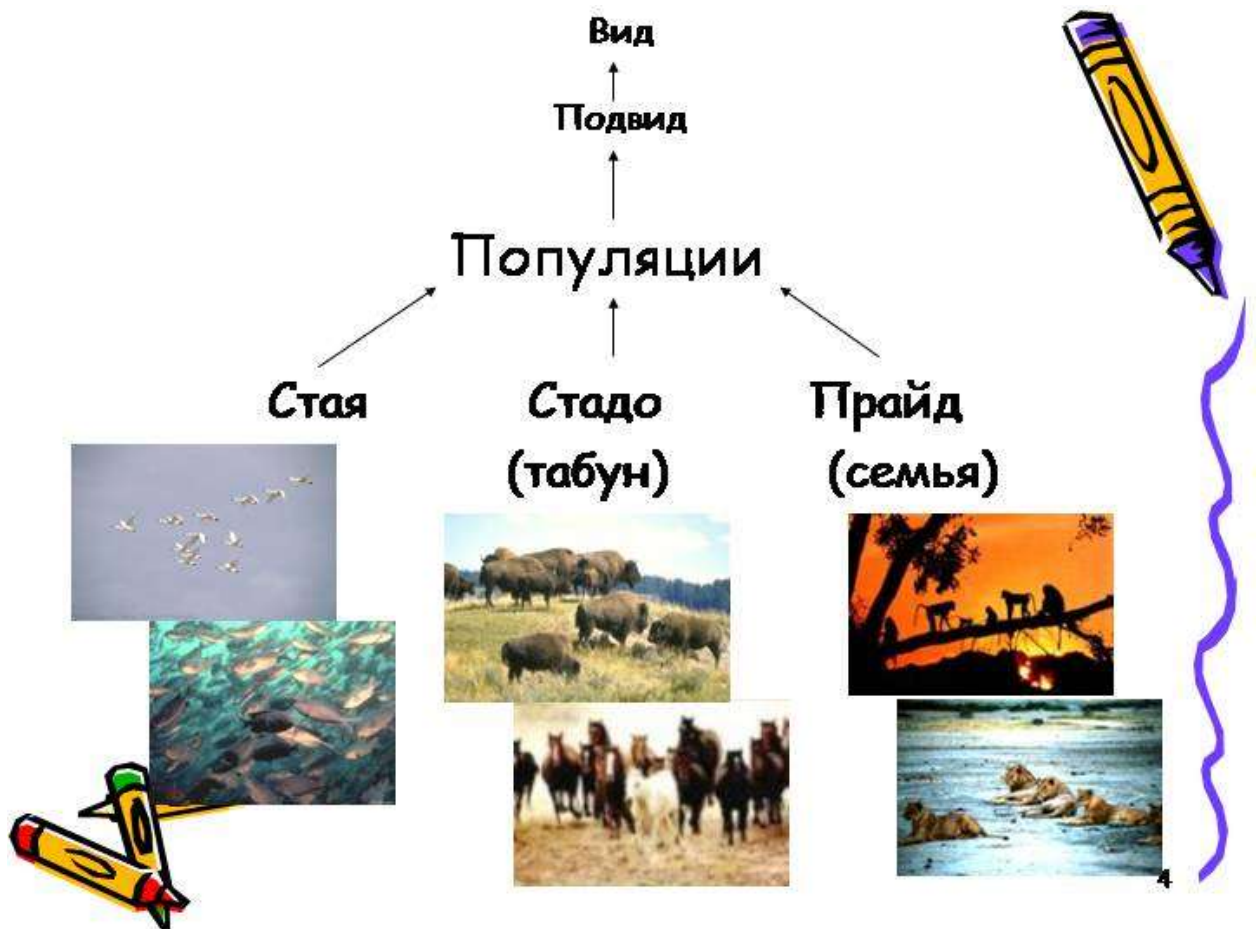 Вид
Подвид
Популяции
Стая Стадо Прайд
(табун) (семья)
4